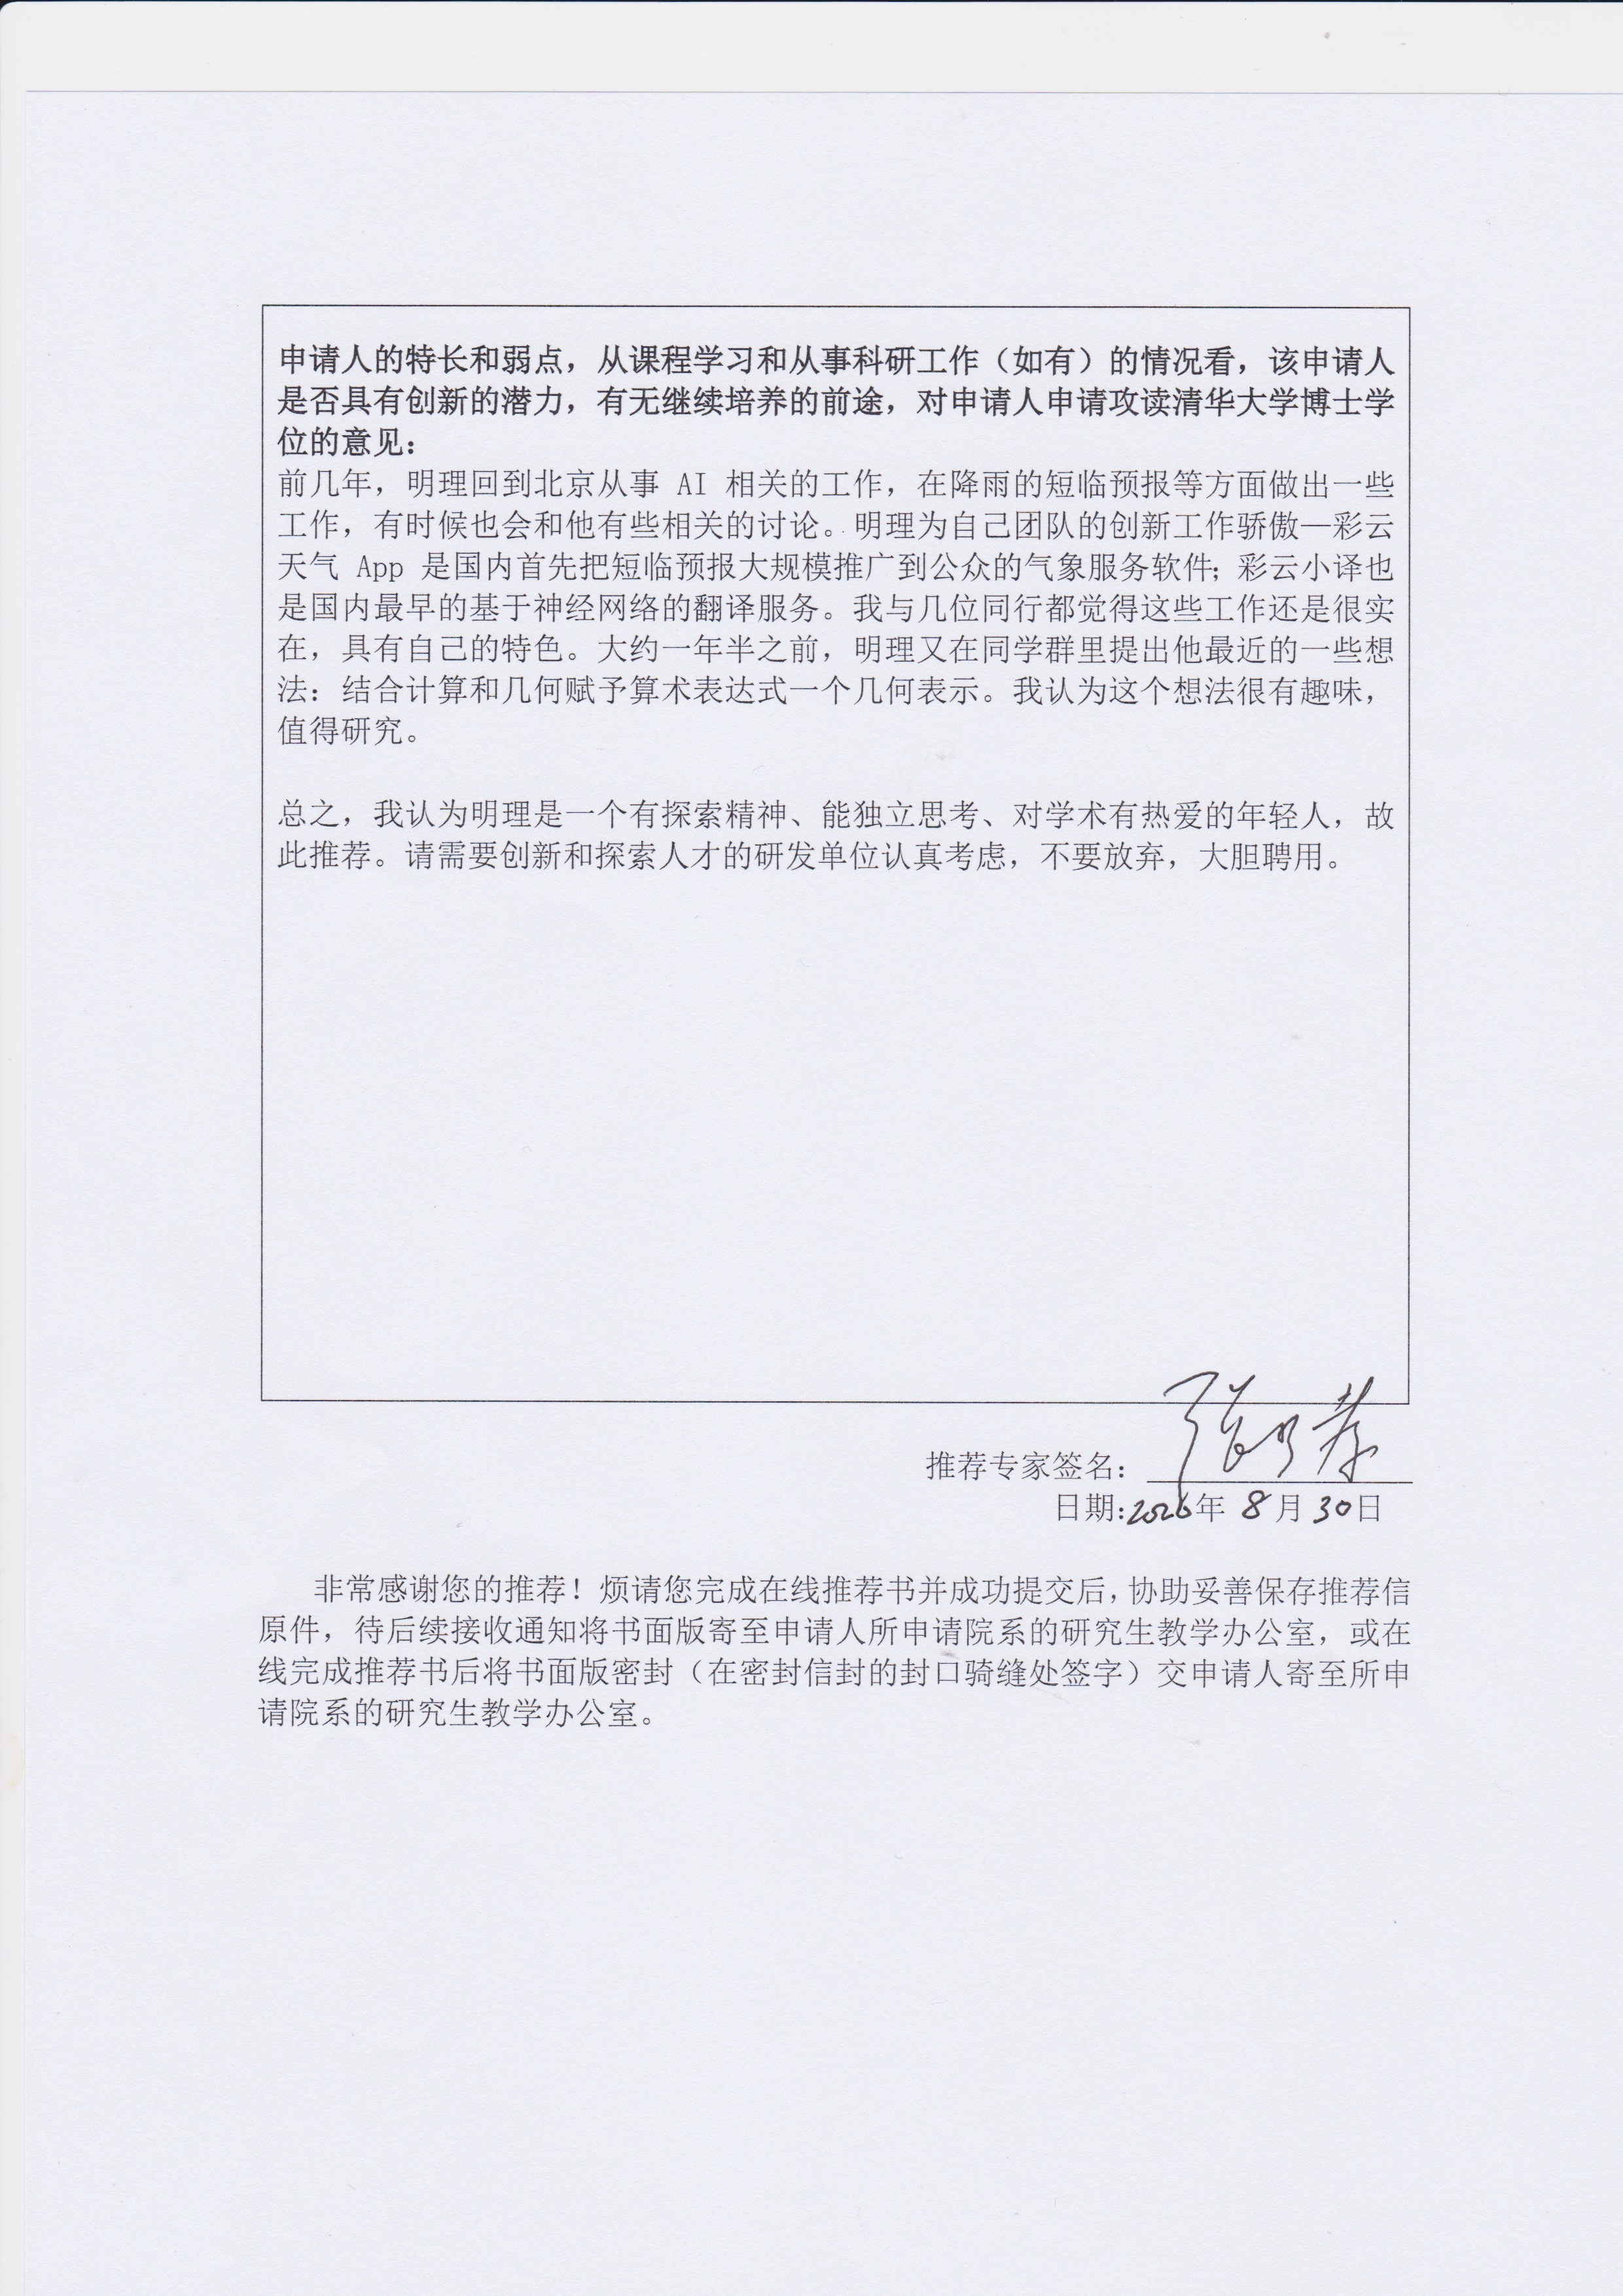 申请人的特长和弱点，从课程学习和从事科研工作（如有）的情况看，该申请人
是否具有创新的潜力，有无继续培养的前途，对申请人申请攻读清华大学博士学
位的意见：
前几年，明理回到北京从事 AI 相关的工作，在降雨的短临预报等方面做出一些
工作，有时候也会和他有些相关的讨论。明理为自己团队的创新工作骄傲—彩云
天气 App 是国内首先把短临预报大规模推广到公众的气象服务软件；彩云小译也
是国内最早的基于神经网络的翻译服务。我与几位同行都觉得这些工作还是很实
在，具有自己的特色。大约一年半之前，明理又在同学群里提出他最近的一些想
法：结合计算和几何赋予算术表达式一个几何表示。我认为这个想法很有趣味，
值得研究。
总之，我认为明理是一个有探索精神、能独立思考、对学术有热爱的年轻人，故
此推荐。请需要创新和探索人才的研发单位认真考虑，不要放弃，大胆聘用。
推荐专家签名：
日期:2026年 8月30日
非常感谢您的推荐！烦请您完成在线推荐书并成功提交后，协助妥善保存推荐信
原件，待后续接收通知将书面版寄至申请人所申请院系的研究生教学办公室，或在
线完成推荐书后将书面版密封（在密封信封的封口骑缝处签字）交申请人寄至所申
请院系的研究生教学办公室。